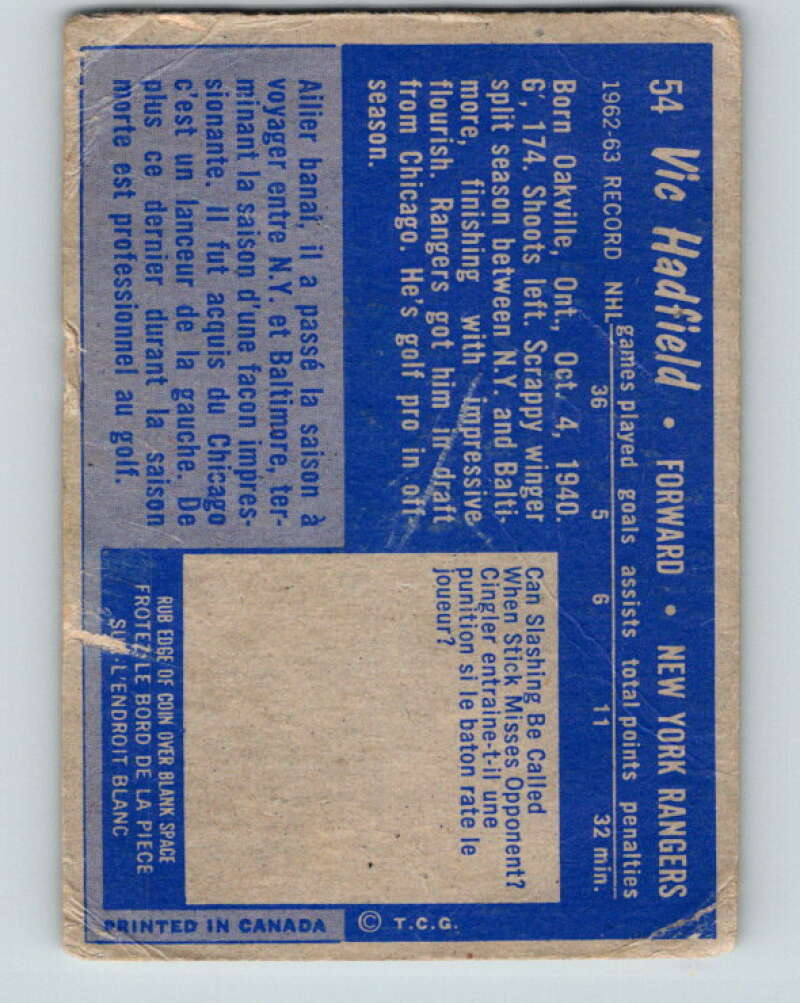 54 Vic Hadfield • FORWARD • NEW YORK RANGERS
games played goals assists total points penalties
1962-63 RECORD NHL 36 5 6 11 32 min.
Born Oakville, Ont., Oct. 4, 1940.
6', 174. Shoots left. Scrappy winger
split season between N.Y. and Balti-
more, finishing with impressive
flourish. Rangers got him in draft
from Chicago. He's golf pro in off
season.
Ailier banal, il a passé la saison à
voyager entre N.Y. et Baltimore, ter-
minant la saison d'une facon impres-
sionante. Il fut acquis du Chicago
c'est un lanceur de la gauche. De
plus ce dernier durant la saison
morte est professionnel au golf.
Can Slashing Be Called
When Stick Misses Opponent?
Cingler entraine-t-il une
punition si le baton rate le
joueur?
RUB EDGE OF COIN OVER BLANK SPACE
FROTEZ LE BORD DE LA PIECE
SUR L'ENDROIT BLANC
PRINTED IN CANADA © T.C.G.